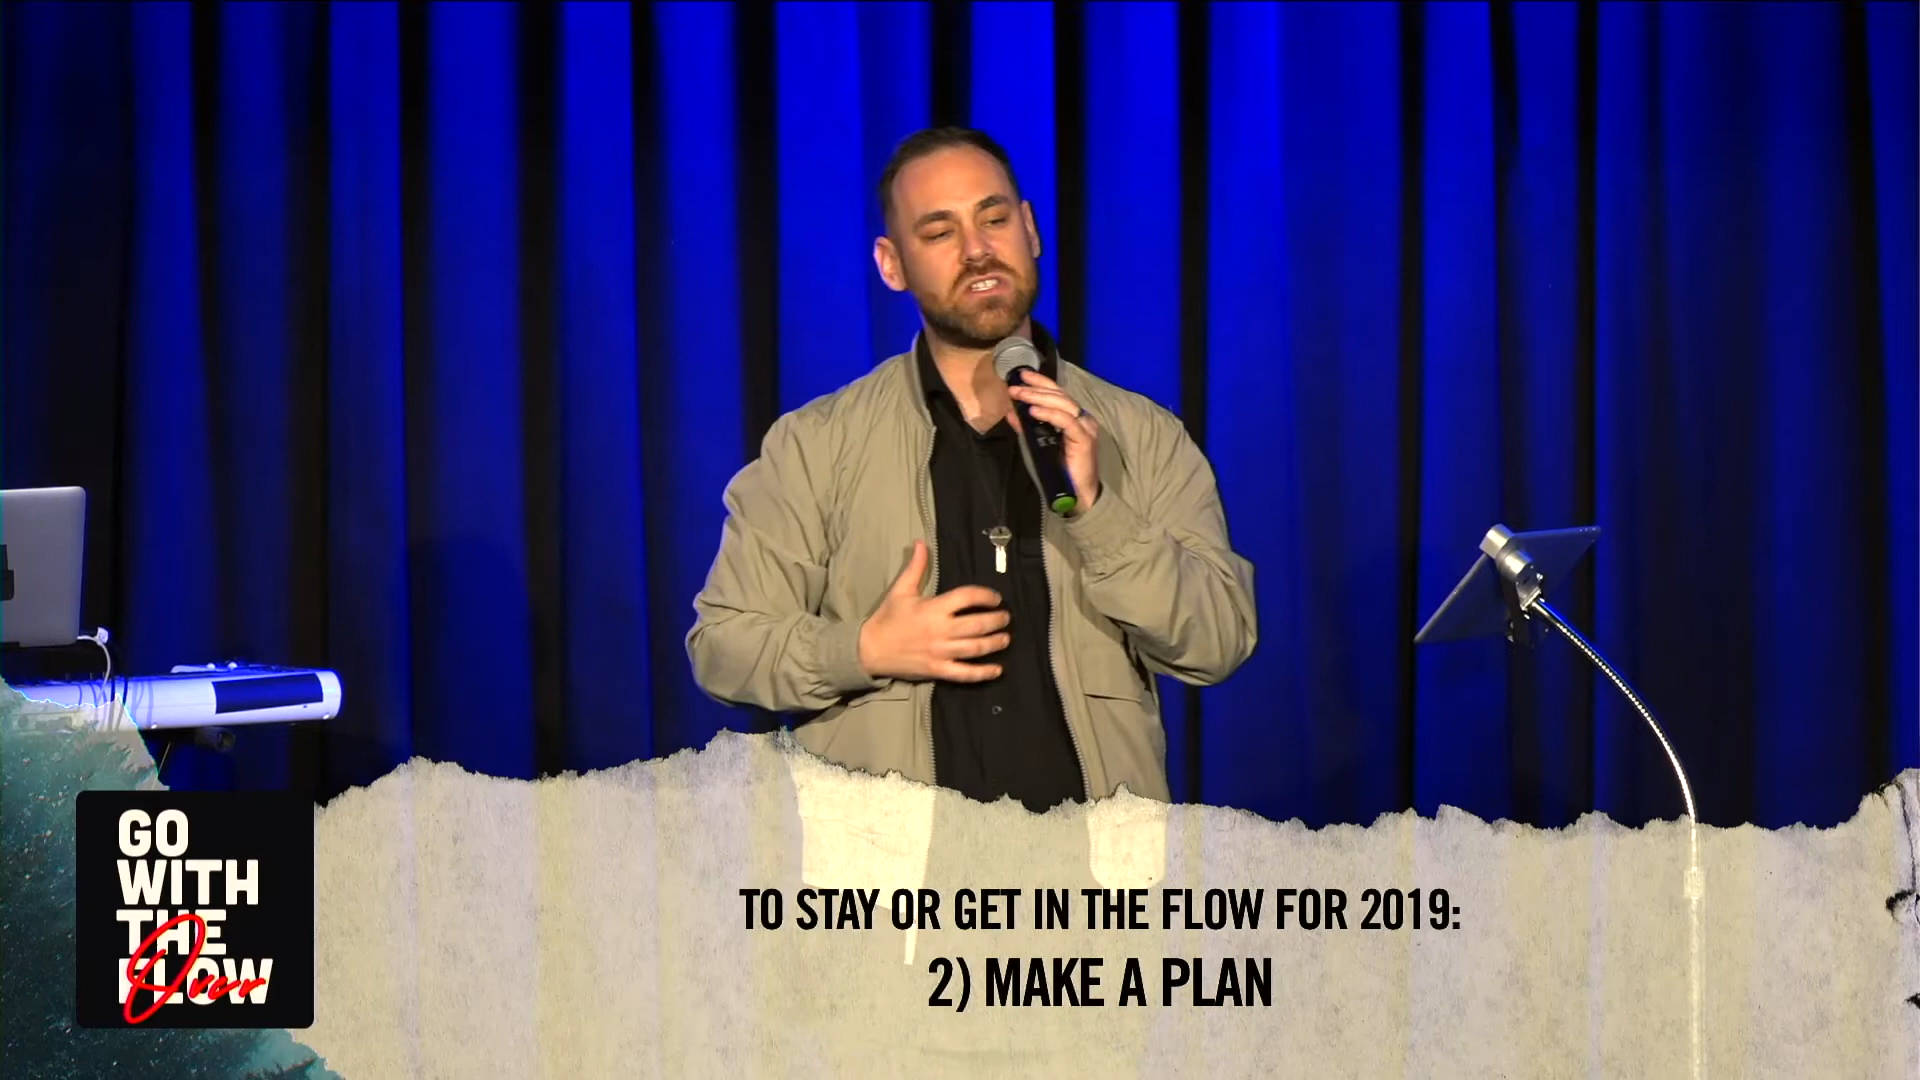 TO STAY OR GET IN THE FLOW FOR 2019:
2) MAKE A PLAN
GO
WITH
THE
FLOW
Over